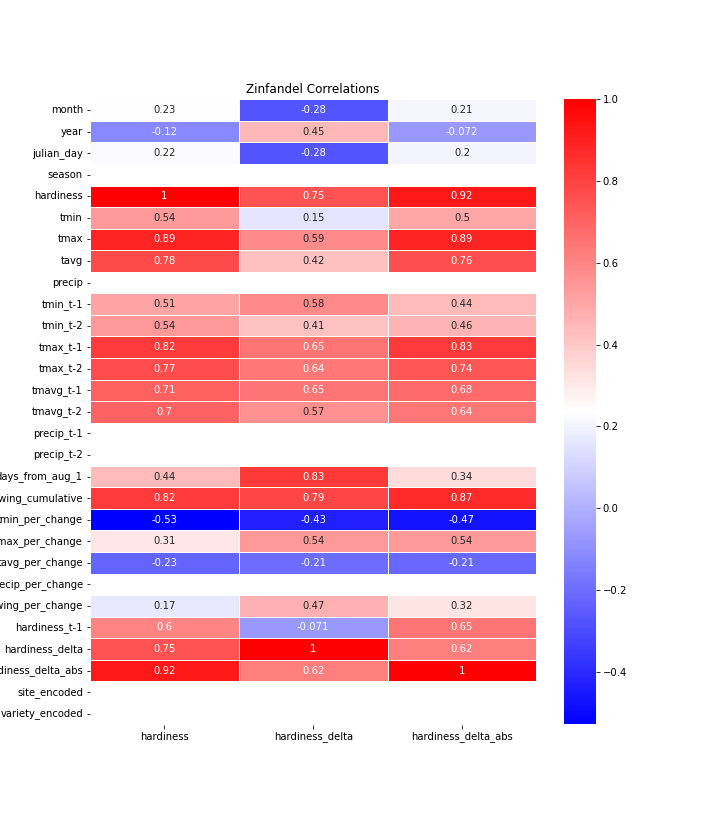 Zinfandel Correlations
month 0.23 -0.28 0.21
year -0.12 0.45 -0.072
julian_day 0.22 -0.28 0.2
season
hardiness 1 0.75 0.92
tmin 0.54 0.15 0.5
tmax 0.89 0.59 0.89
tavg 0.78 0.42 0.76
precip
tmin_t-1 0.51 0.58 0.44
tmin_t-2 0.54 0.41 0.46
tmax_t-1 0.82 0.65 0.83
tmax_t-2 0.77 0.64 0.74
tmavg_t-1 0.71 0.65 0.68
tmavg_t-2 0.7 0.57 0.64
precip_t-1
precip_t-2
days_from_aug_1 0.44 0.83 0.34
wing_cumulative 0.82 0.79 0.87
tmin_per_change -0.53 -0.43 -0.47
max_per_change 0.31 0.54 0.54
tavg_per_change -0.23 -0.21 -0.21
ecip_per_change
wing_per_change 0.17 0.47 0.32
hardiness_t-1 0.6 -0.071 0.65
hardiness_delta 0.75 1 0.62
diness_delta_abs 0.92 0.62 1
site_encoded
variety_encoded
hardiness hardiness_delta hardiness_delta_abs
1.0
0.8
0.6
0.4
0.2
0.0
−0.2
−0.4